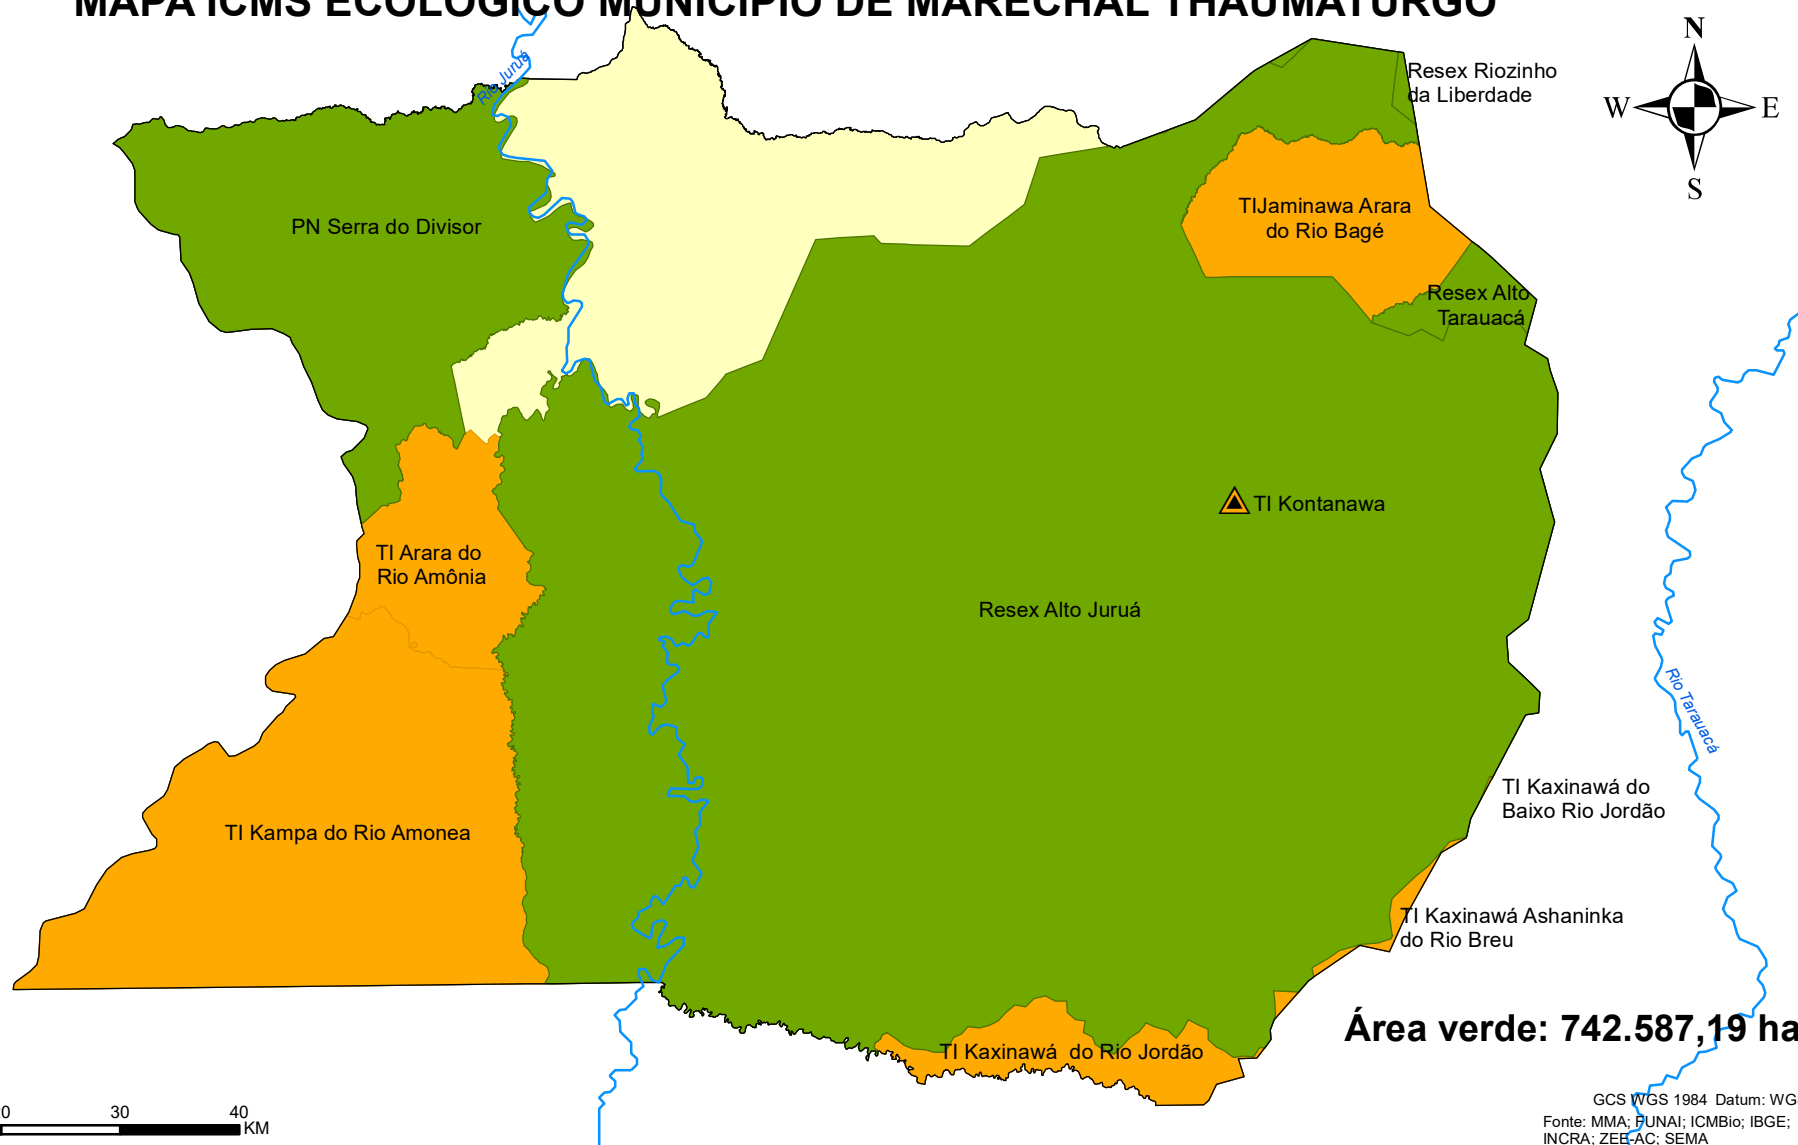 MAPA ICMS ECOLÓGICO MUNICÍPIO DE MARECHAL THAUMATURGO
N
W
E
S
Rio Juruá
Resex Riozinho
da Liberdade
TIJaminawa Arara
do Rio Bagé
PN Serra do Divisor
Resex Alto
Tarauacá
TI Kontanawa
TI Arara do
Rio Amônia
Resex Alto Juruá
Rio Tarauacá
TI Kaxinawá do
Baixo Rio Jordão
TI Kampa do Rio Amonea
TI Kaxinawá Ashaninka
do Rio Breu
Área verde: 742.587,19 ha
TI Kaxinawá do Rio Jordão
30
40
KM
GCS WGS 1984 Datum: WG
Fonte: MMA; FUNAI; ICMBio; IBGE;
INCRA; ZEE-AC; SEMA